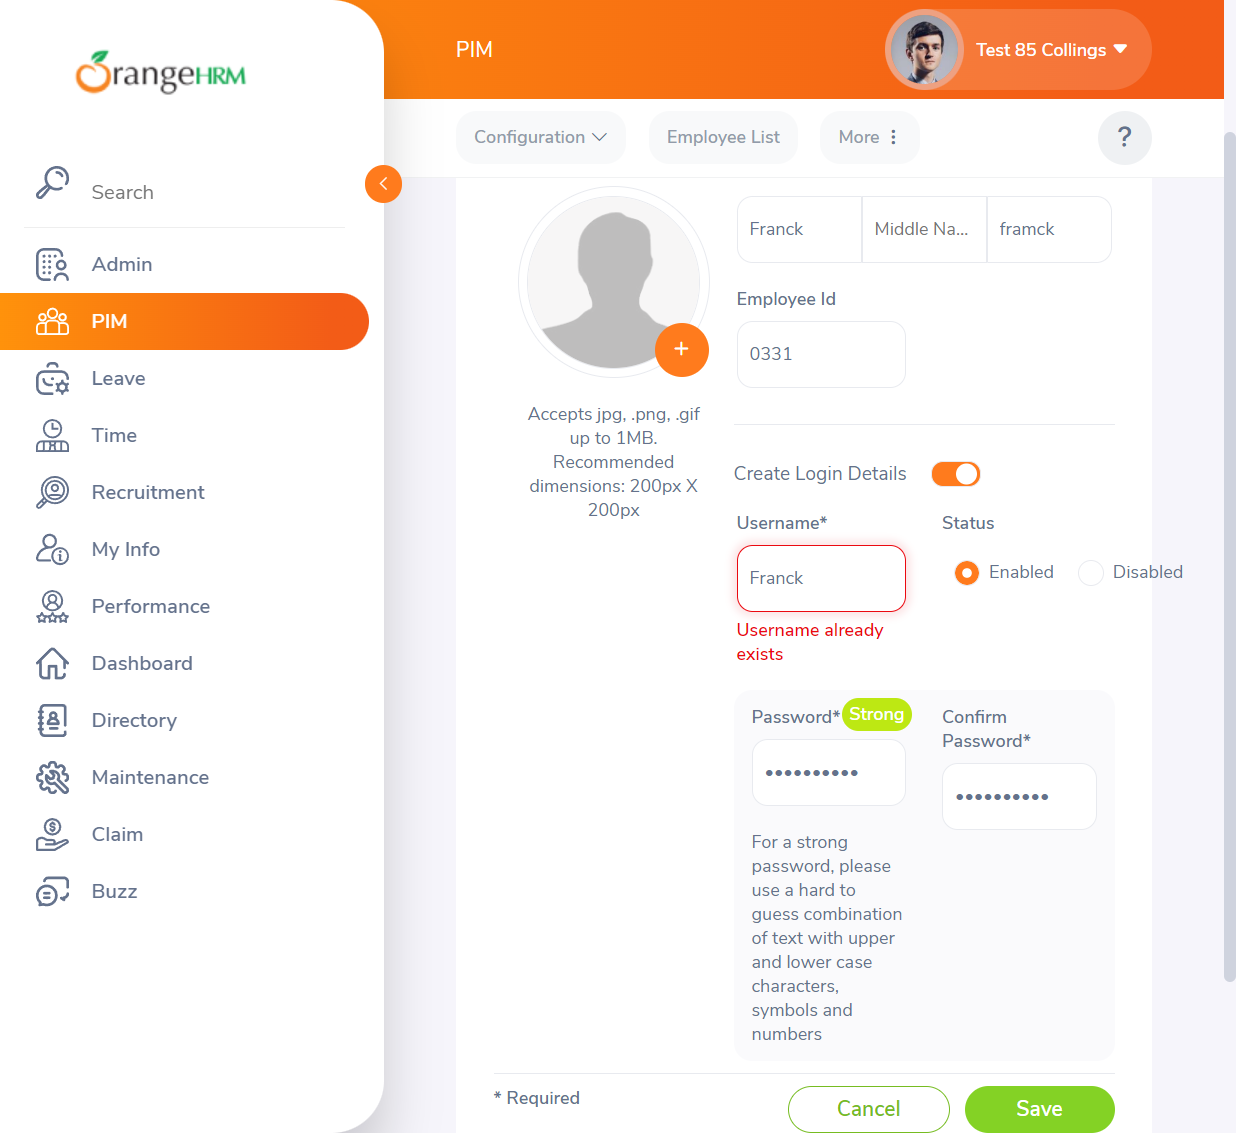 OrangeHRM
PIM
Test 85 Collings
Configuration
Employee List
More
?
Search
Admin
PIM
Leave
Time
Recruitment
My Info
Performance
Dashboard
Directory
Maintenance
Claim
Buzz
Franck
Middle Na...
framck
Employee Id
0331
Accepts jpg, .png, .gif
up to 1MB.
Recommended
dimensions: 200px X
200px
Create Login Details
Username*
Status
Franck
Enabled
Disabled
Username already
exists
Password*
Strong
Confirm
Password*
••••••••••
••••••••••
For a strong
password, please
use a hard to
guess combination
of text with upper
and lower case
characters,
symbols and
numbers
* Required
Cancel
Save